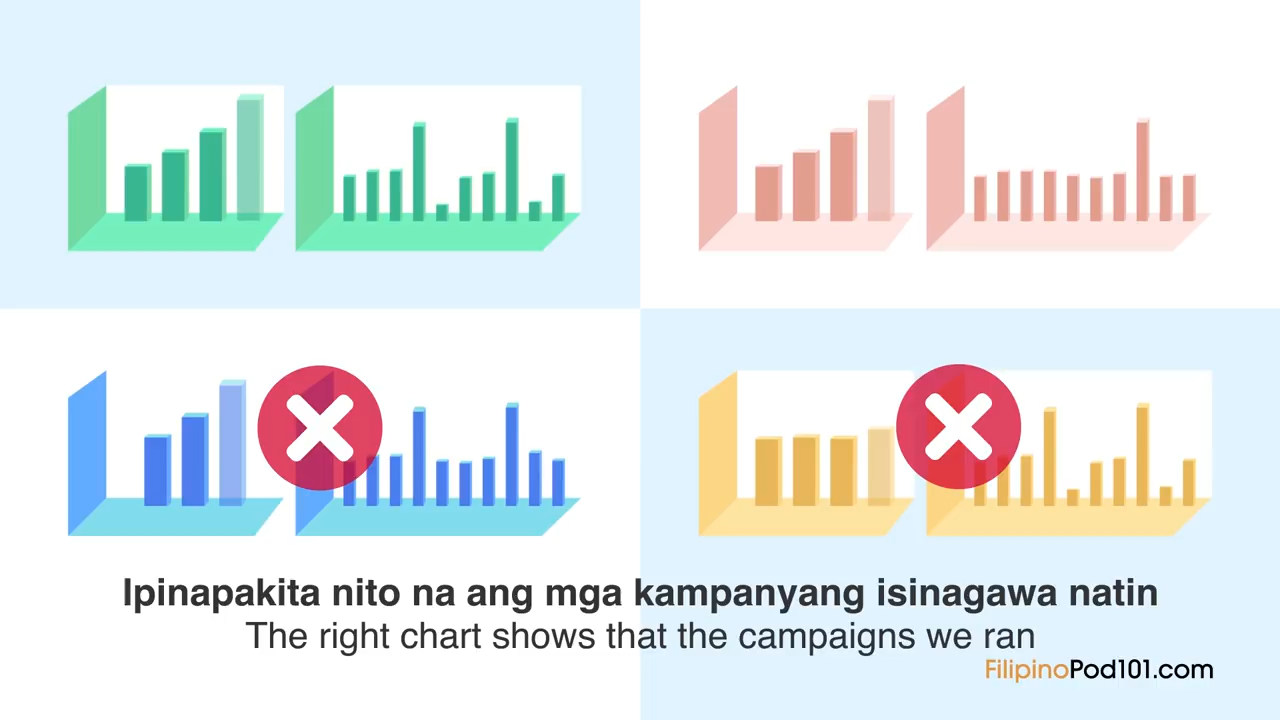 Ipinapakita nito na ang mga kampanyang isinagawa natin
The right chart shows that the campaigns we ran
FilipinoPod101.com